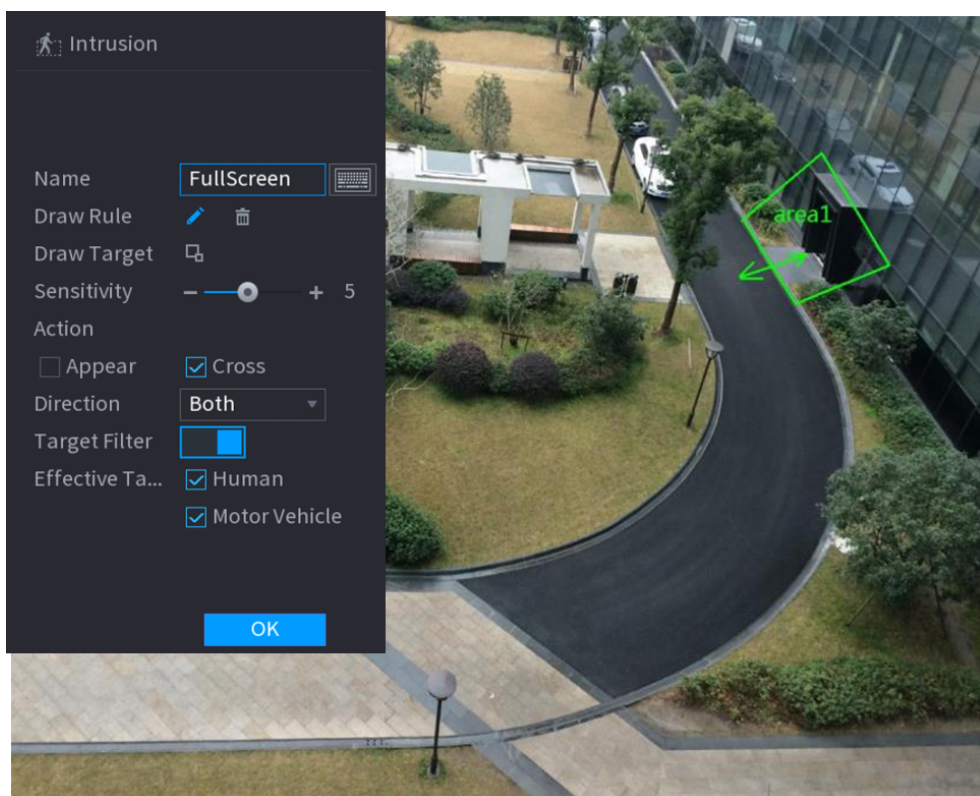 Intrusion
Name FullScreen
Draw Rule
Draw Target
Sensitivity − + 5
Action
Appear Cross
Direction Both
Target Filter
Effective Ta... Human
Motor Vehicle
OK
area1